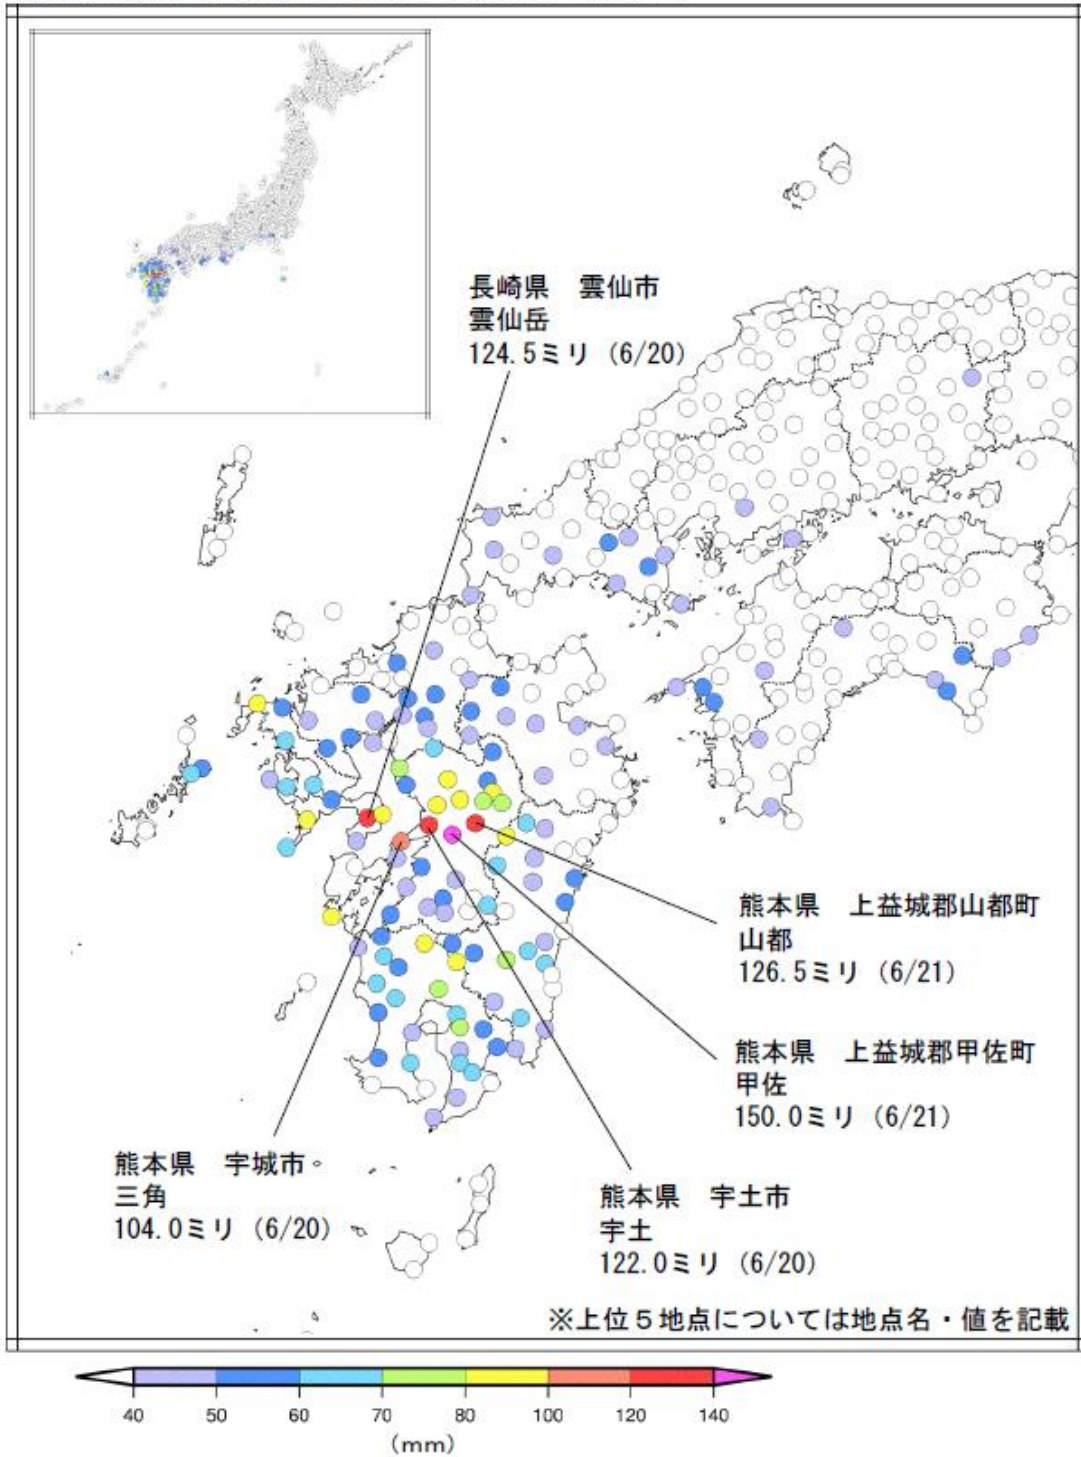 長崎県　雲仙市
雲仙岳
124.5ミリ（6/20）
熊本県　上益城郡山都町
山都
126.5ミリ（6/21）
熊本県　上益城郡甲佐町
甲佐
150.0ミリ（6/21）
熊本県　宇城市
三角
104.0ミリ（6/20）
熊本県　宇土市
宇土
122.0ミリ（6/20）
※上位５地点については地点名・値を記載
40 50 60 70 80 100 120 140
(mm)